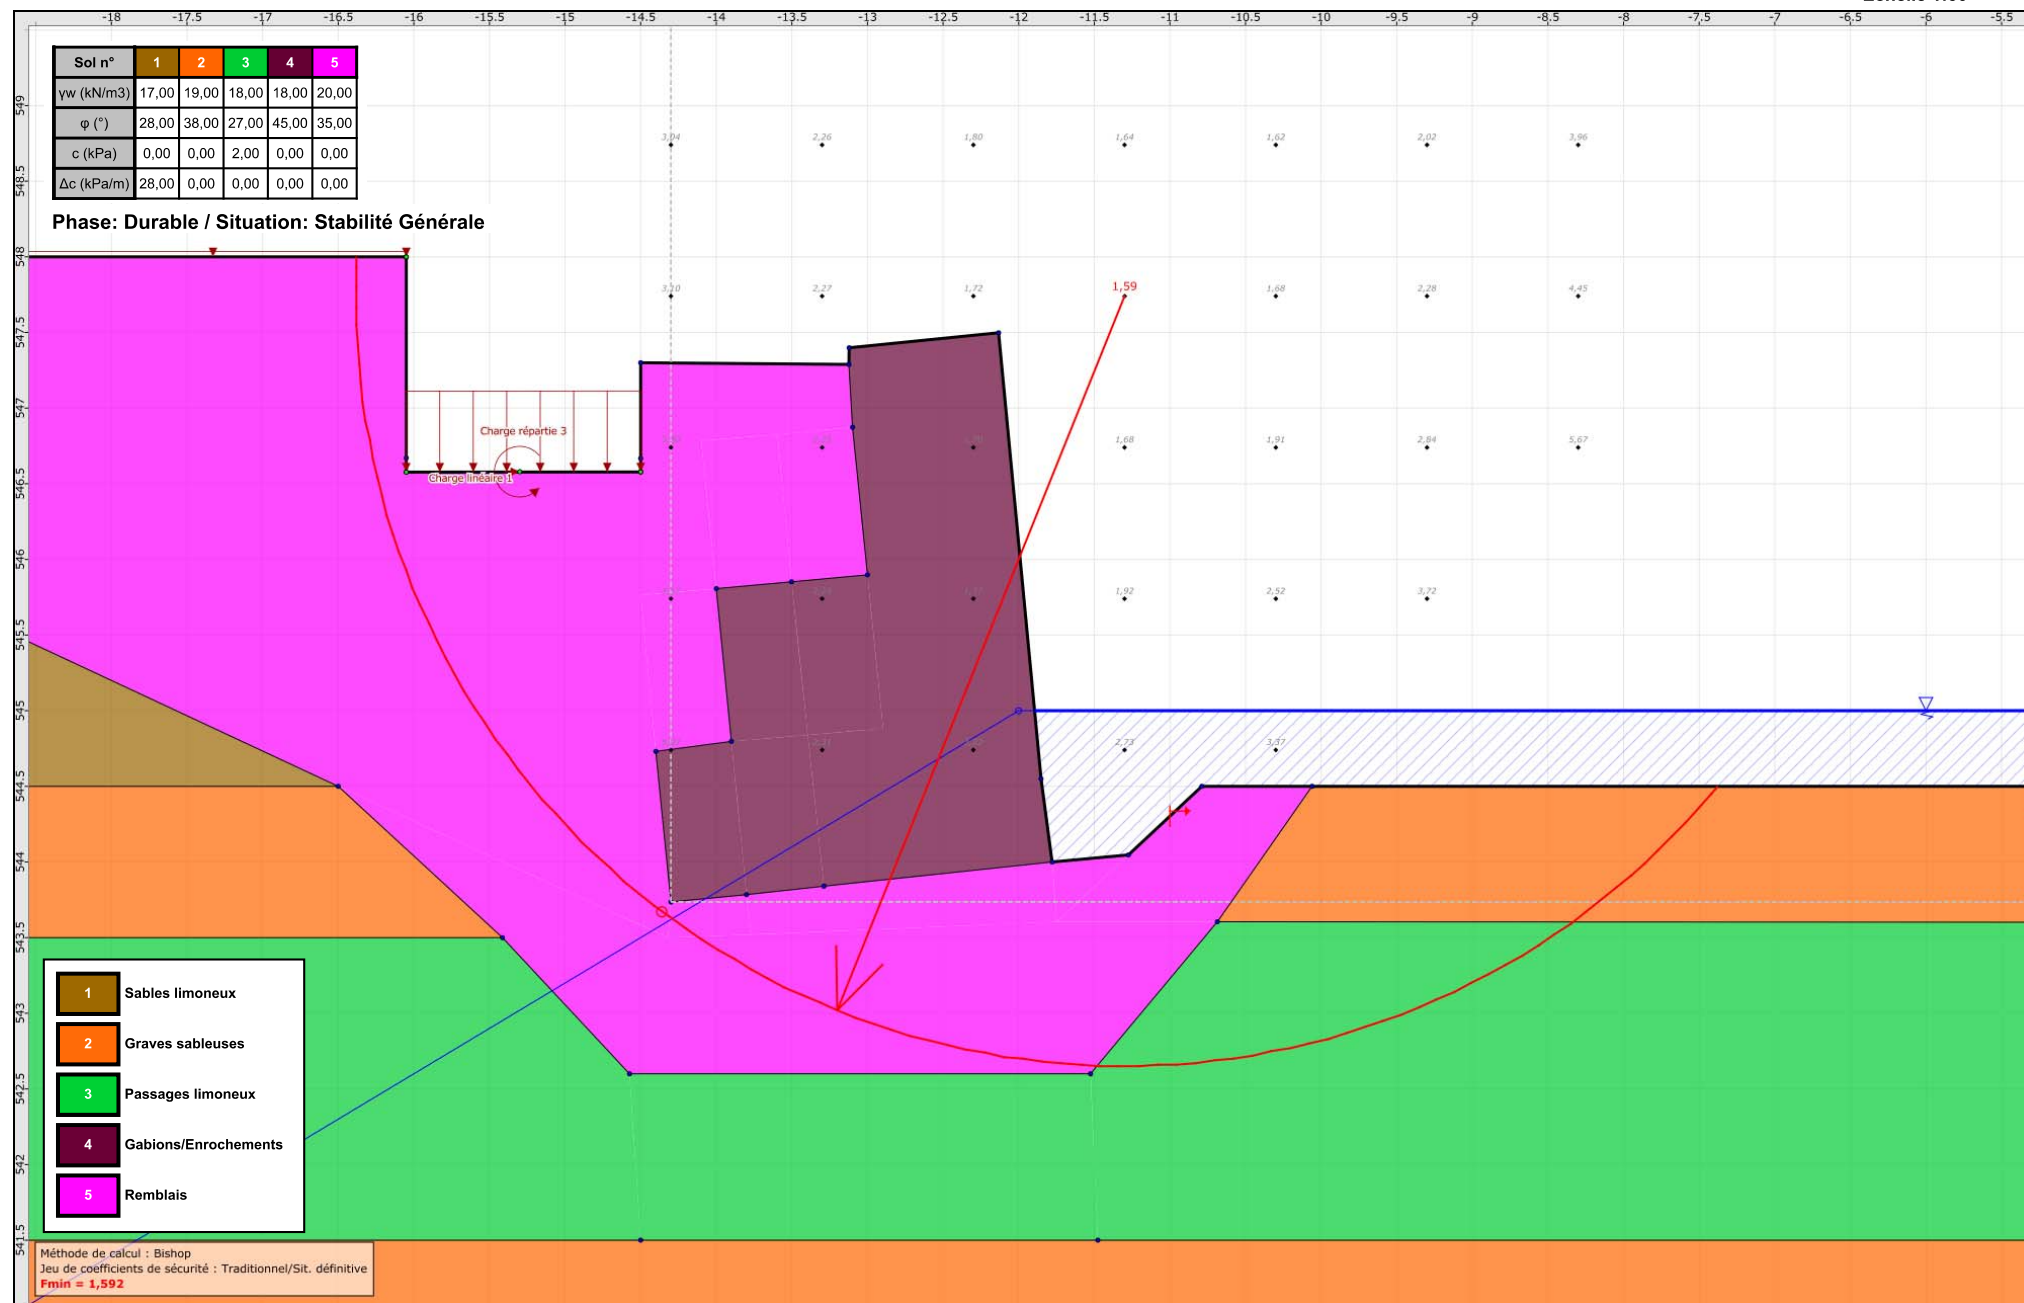 -18 -17.5 -17 -16.5 -16 -15.5 -15 -14.5 -14 -13.5 -13 -12.5 -12 -11.5 -11 -10.5 -10 -9.5 -9 -8.5 -8 -7.5 -7 -6.5 -6 -5.5
Sol n° 1 2 3 4 5
γw (kN/m3) 17,00 19,00 18,00 18,00 20,00
φ (°) 28,00 38,00 27,00 45,00 35,00
c (kPa) 0,00 0,00 2,00 0,00 0,00
Δc (kPa/m) 28,00 0,00 0,00 0,00 0,00
Phase: Durable / Situation: Stabilité Générale
549
548.5
548
547.5
547
546.5
546
545.5
545
544.5
544
543.5
543
542.5
542
541.5
3,04 2,26 1,80 1,64 1,62 2,02 3,96
3,10 2,27 1,72 1,59 1,68 2,28 4,45
1,68 1,91 2,84 5,67
1,92 2,52 3,72
2,73 3,37
Charge répartie 3
Charge linéaire 1
1 Sables limoneux
2 Graves sableuses
3 Passages limoneux
4 Gabions/Enrochements
5 Remblais
Méthode de calcul : Bishop
Jeu de coefficients de sécurité : Traditionnel/Sit. définitive
Fmin = 1,592